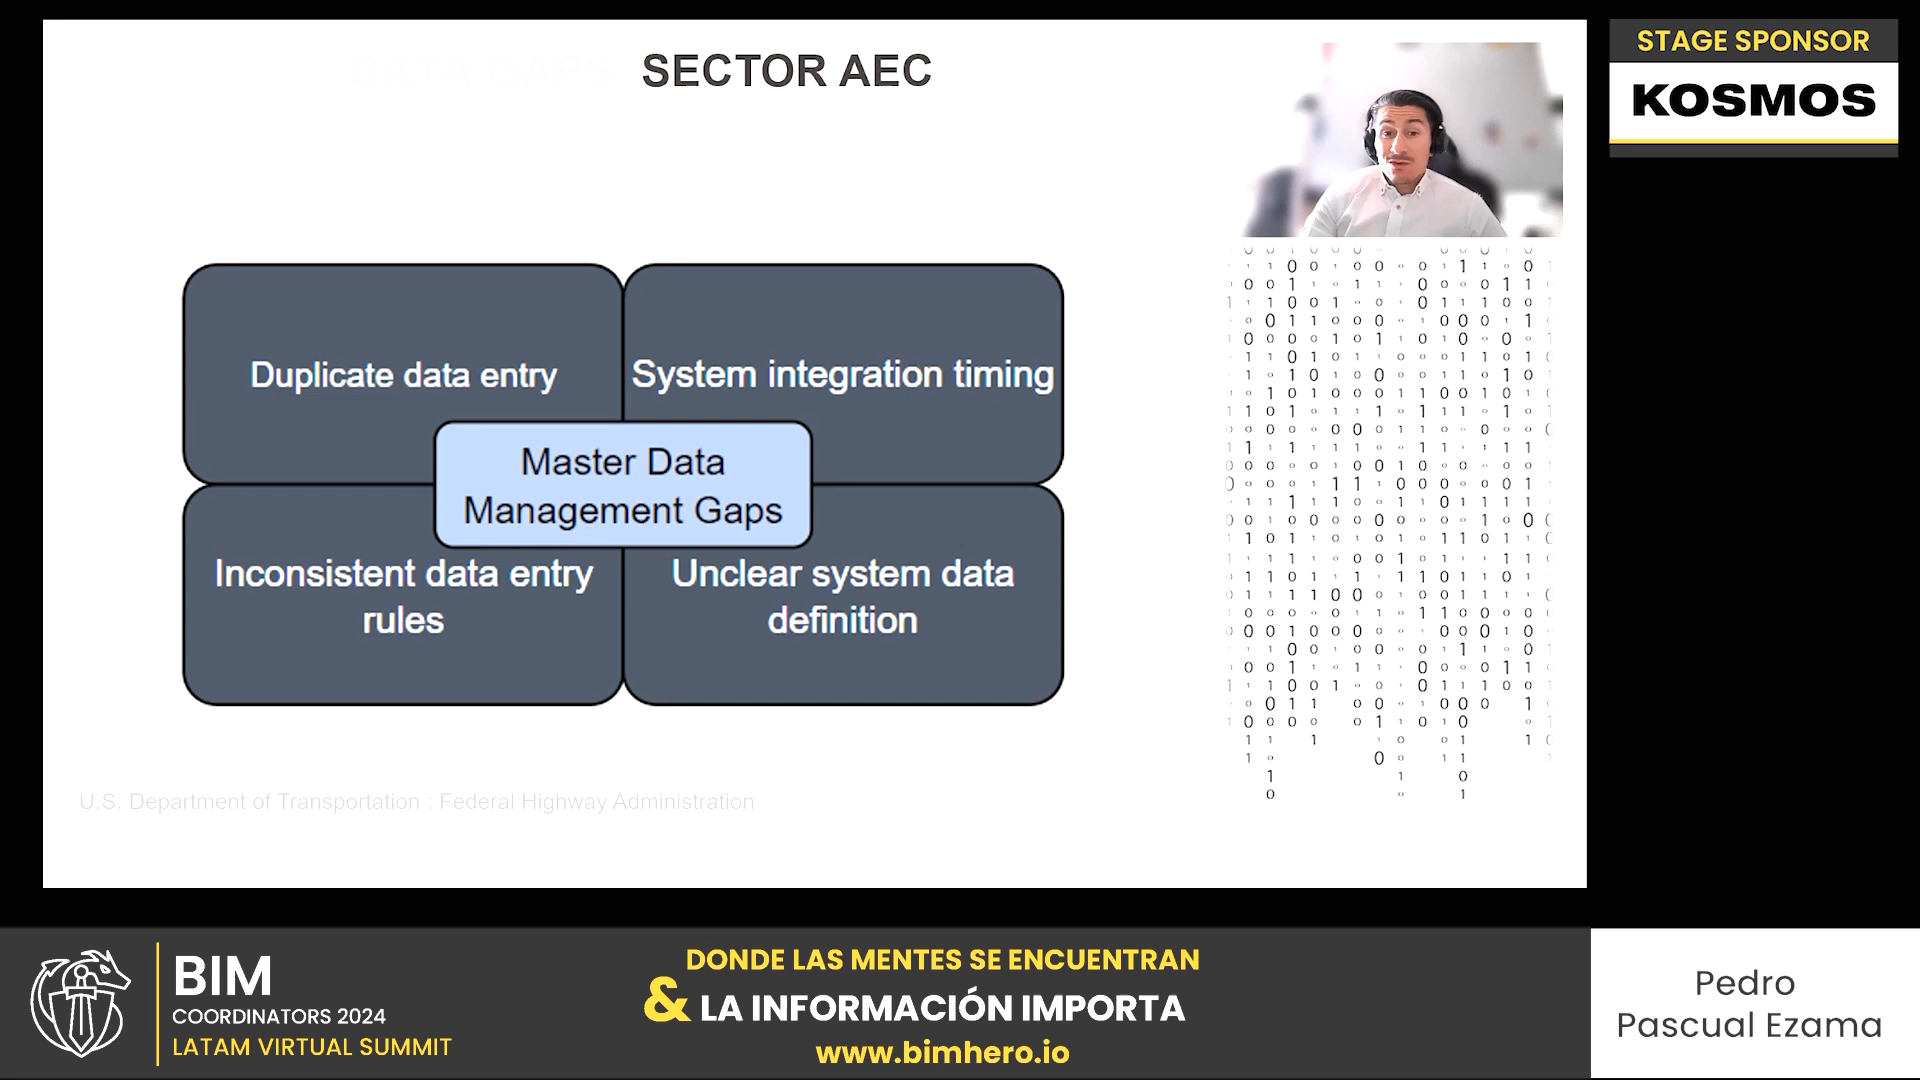 DATA GAPS SECTOR AEC
STAGE SPONSOR
KOSMOS
Duplicate data entry
System integration timing
Master Data
Management Gaps
Inconsistent data entry
rules
Unclear system data
definition
U.S. Department of Transportation : Federal Highway Administration
BIM
COORDINATORS 2024
LATAM VIRTUAL SUMMIT
DONDE LAS MENTES SE ENCUENTRAN
& LA INFORMACIÓN IMPORTA
www.bimhero.io
Pedro
Pascual Ezama